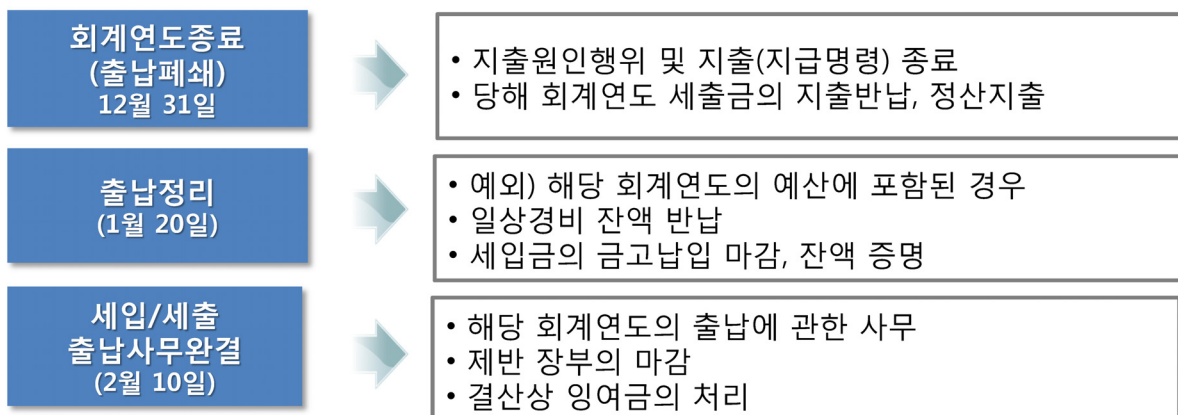 회계연도종료
(출납폐쇄)
12월 31일
• 지출원인행위 및 지출(지급명령) 종료
• 당해 회계연도 세출금의 지출반납, 정산지출
출납정리
(1월 20일)
• 예외) 해당 회계연도의 예산에 포함된 경우
• 일상경비 잔액 반납
• 세입금의 금고납입 마감, 잔액 증명
세입/세출
출납사무완결
(2월 10일)
• 해당 회계연도의 출납에 관한 사무
• 제반 장부의 마감
• 결산상 잉여금의 처리